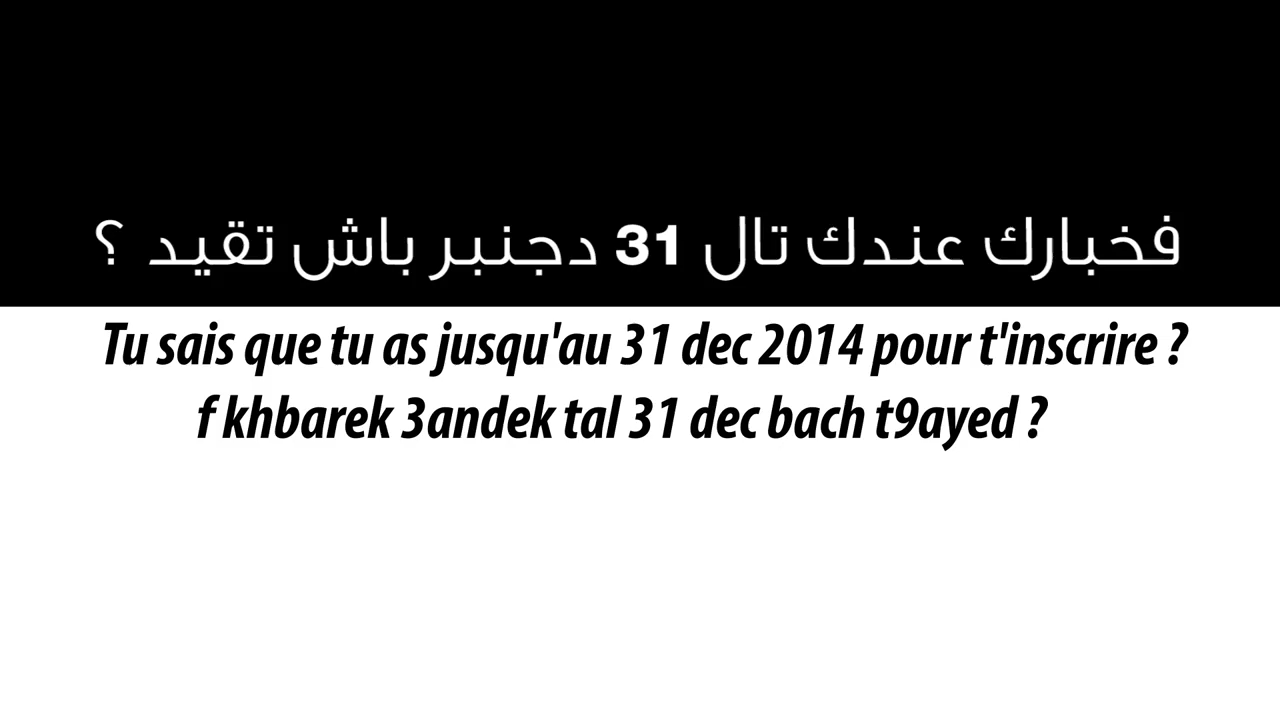 فخبارك عندك تال 31 دجنبر باش تقيد ؟
Tu sais que tu as jusqu'au 31 dec 2014 pour t'inscrire ?
f khbarek 3andek tal 31 dec bach t9ayed ?